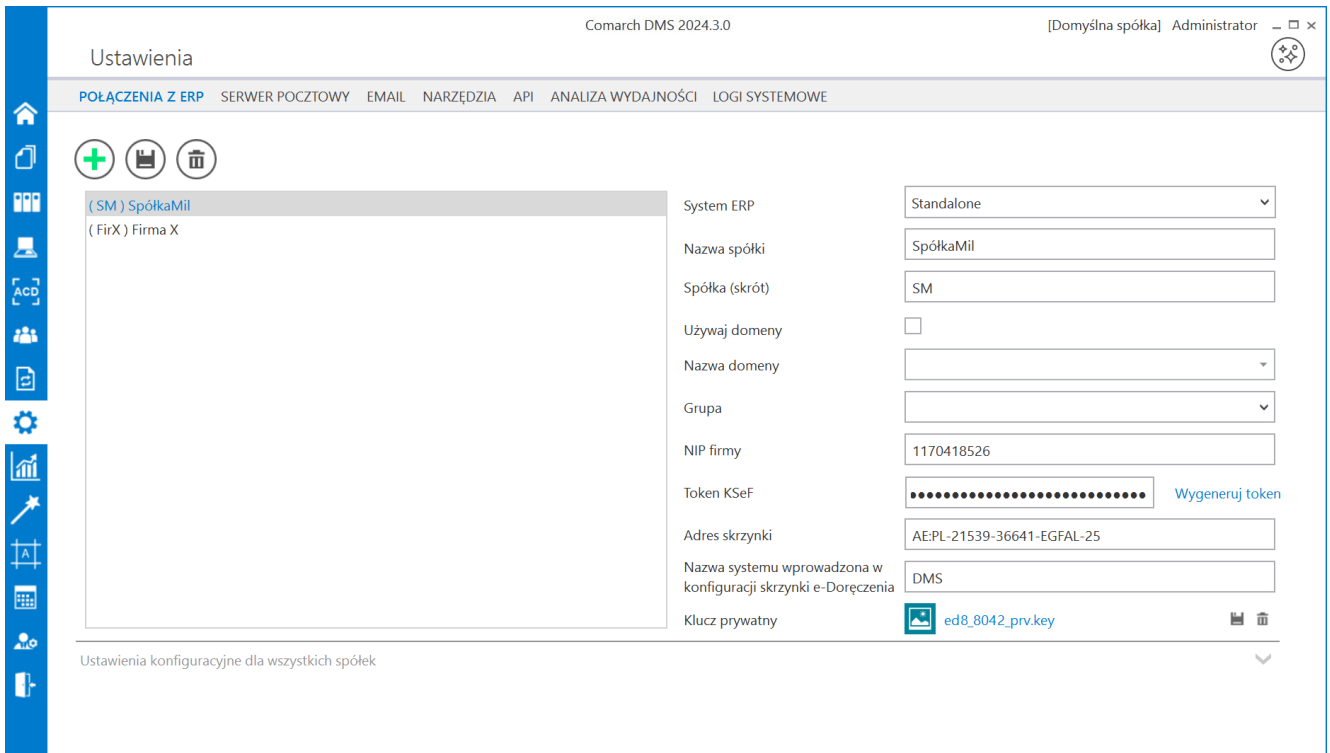 Comarch DMS 2024.3.0
[Domyślna spółka] Administrator
Ustawienia
POŁĄCZENIA Z ERP SERWER POCZTOWY EMAIL NARZĘDZIA API ANALIZA WYDAJNOŚCI LOGI SYSTEMOWE
ACD
A
( SM ) SpółkaMil
( FirX ) Firma X
System ERP Standalone
Nazwa spółki SpółkaMil
Spółka (skrót) SM
Używaj domeny
Nazwa domeny
Grupa
NIP firmy 1170418526
Token KSeF •••••••••••••••••••••••••••• Wygeneruj token
Adres skrzynki AE:PL-21539-36641-EGFAL-25
Nazwa systemu wprowadzona w
konfiguracji skrzynki e-Doręczenia DMS
Klucz prywatny ed8_8042_prv.key
Ustawienia konfiguracyjne dla wszystkich spółek